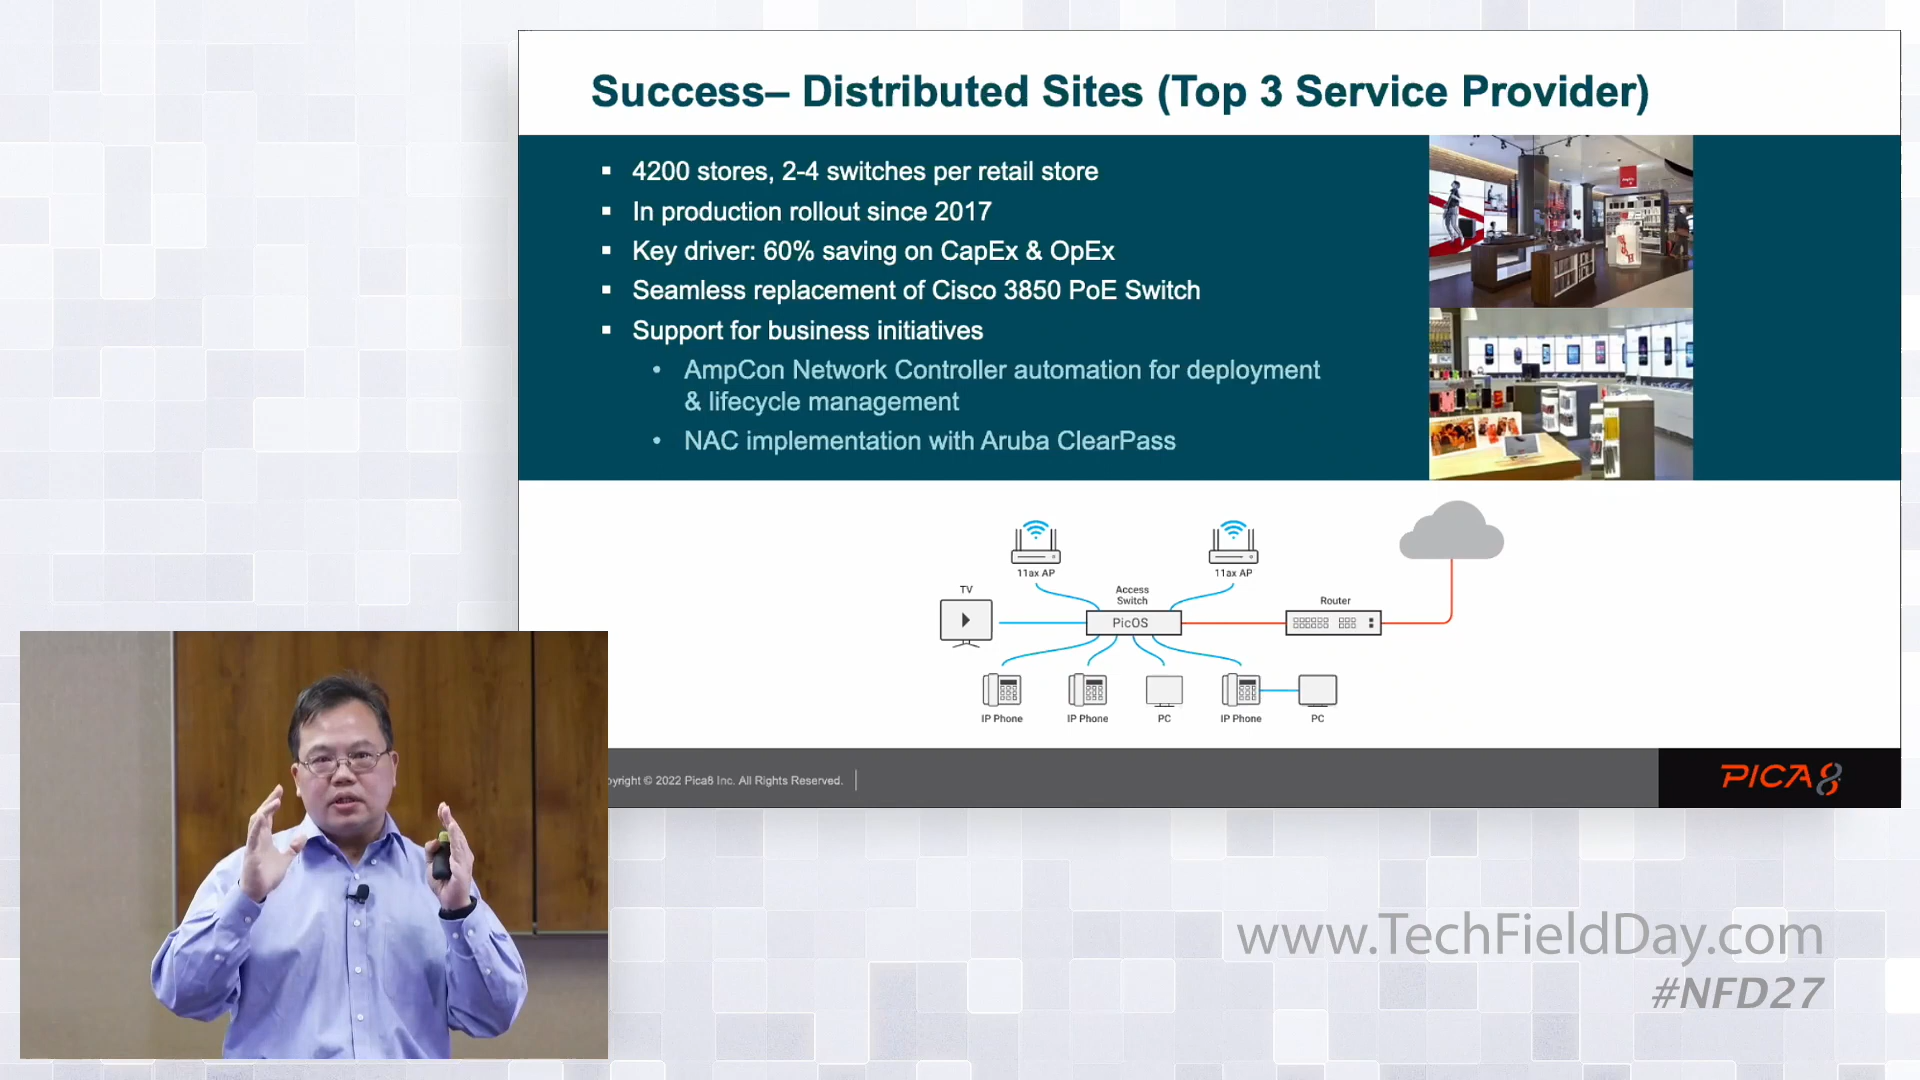 Success– Distributed Sites (Top 3 Service Provider)
4200 stores, 2-4 switches per retail store
In production rollout since 2017
Key driver: 60% saving on CapEx & OpEx
Seamless replacement of Cisco 3850 PoE Switch
Support for business initiatives
AmpCon Network Controller automation for deployment
& lifecycle management
NAC implementation with Aruba ClearPass
11ax AP
11ax AP
TV
Access
Switch
PicOS
Router
IP Phone
IP Phone
PC
IP Phone
PC
pyright © 2022 Pica8 Inc. All Rights Reserved.
PICA8
www.TechFieldDay.com
#NFD27